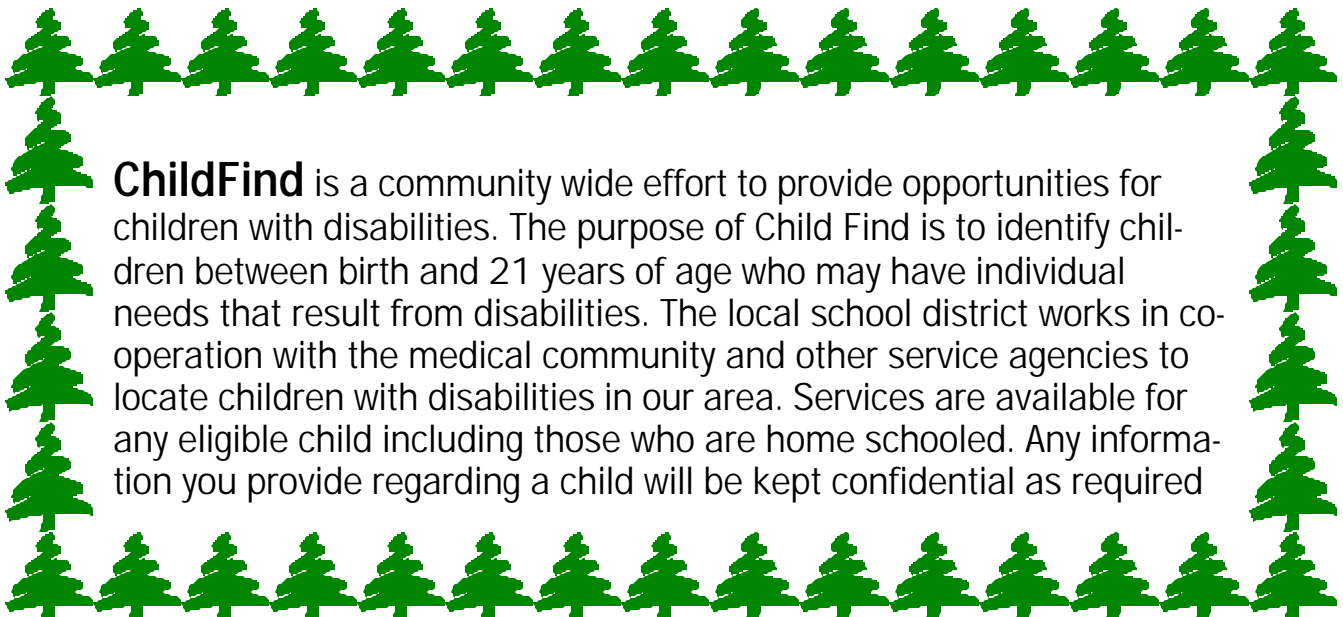 ChildFind is a community wide effort to provide opportunities for
children with disabilities. The purpose of Child Find is to identify chil-
dren between birth and 21 years of age who may have individual
needs that result from disabilities. The local school district works in co-
operation with the medical community and other service agencies to
locate children with disabilities in our area. Services are available for
any eligible child including those who are home schooled. Any informa-
tion you provide regarding a child will be kept confidential as required